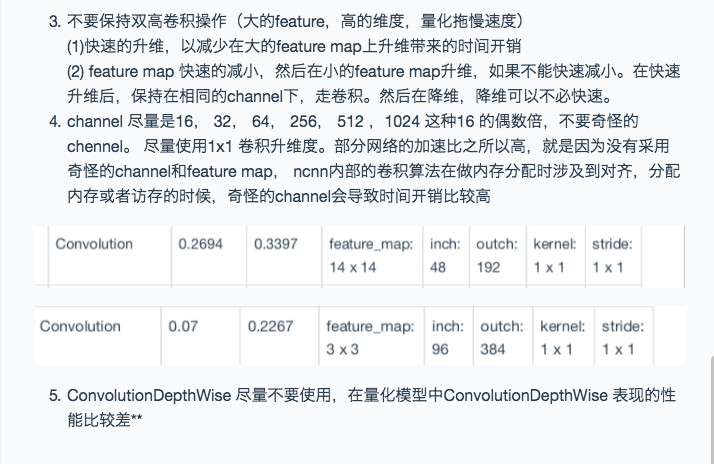 3. 不要保持双高卷积操作（大的feature，高的维度，量化拖慢速度）
(1)快速的升维，以减少在大的feature map上升维带来的时间开销
(2) feature map 快速的减小，然后在小的feature map升维，如果不能快速减小。在快速
升维后，保持在相同的channel下，走卷积。然后在降维，降维可以不必快速。
4. channel 尽量是16， 32， 64， 256， 512 ，1024 这种16 的偶数倍，不要奇怪的
chennel。 尽量使用1x1 卷积升维度。部分网络的加速比之所以高，就是因为没有采用
奇怪的channel和feature map， ncnn内部的卷积算法在做内存分配时涉及到对齐，分配
内存或者访存的时候，奇怪的channel会导致时间开销比较高
Convolution 0.2694 0.3397 feature_map: inch: outch: kernel: stride:
14 x 14 48 192 1 x 1 1 x 1
Convolution 0.07 0.2267 feature_map: inch: outch: kernel: stride:
3 x 3 96 384 1 x 1 1 x 1
5. ConvolutionDepthWise 尽量不要使用，在量化模型中ConvolutionDepthWise 表现的性
能比较差**